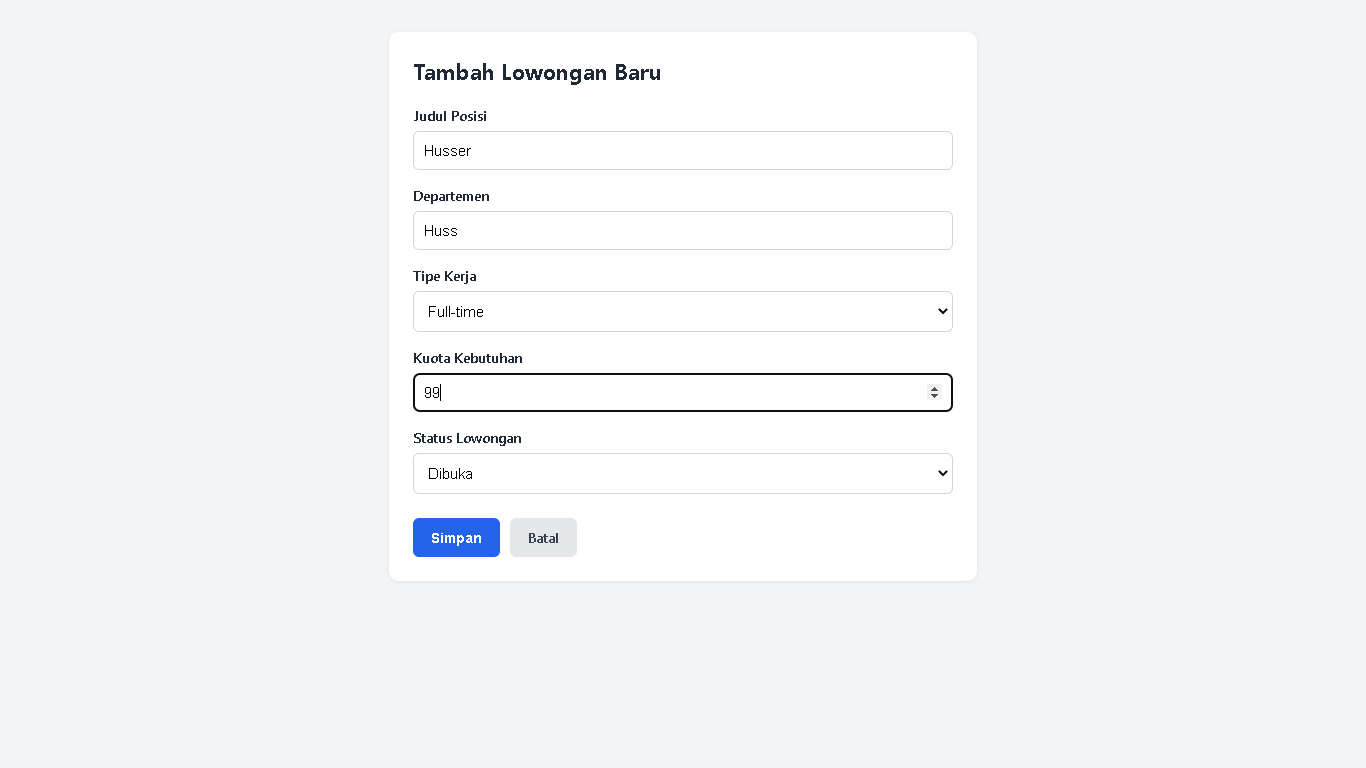 Tambah Lowongan Baru
Judul Posisi
Husser
Departemen
Huss
Tipe Kerja
Full-time
Kuota Kebutuhan
99
Status Lowongan
Dibuka
Simpan Batal